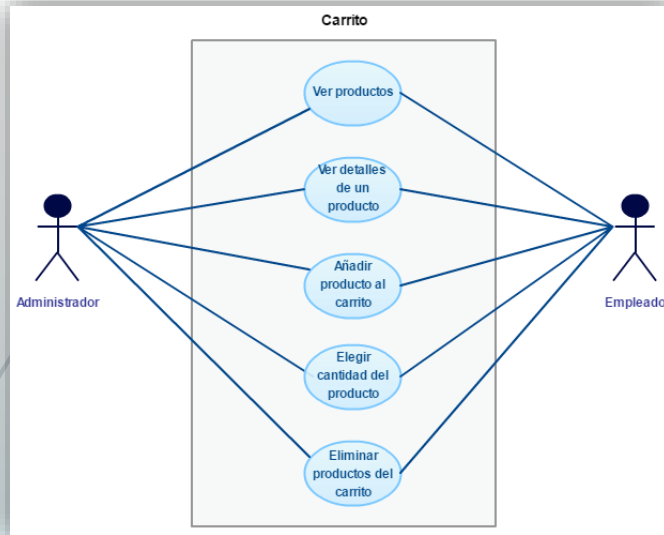 Carrito
Ver productos
Ver detalles
de un
producto
Añadir
producto al
carrito
Administrador
Empleado
Elegir
cantidad del
producto
Eliminar
productos del
carrito